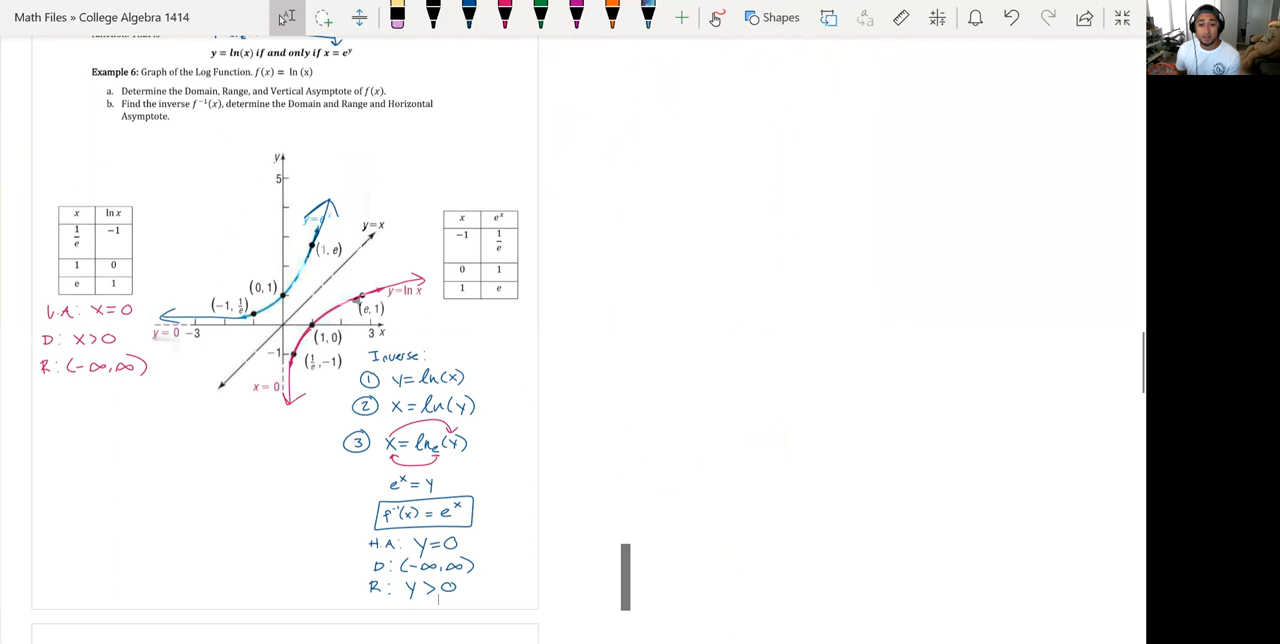 Math Files » College Algebra 1414
Shapes
y = ln(x) if and only if x = e^y
Example 6: Graph of the Log Function. f(x) = ln (x)
a. Determine the Domain, Range, and Vertical Asymptote of f(x).
b. Find the inverse f⁻¹(x), determine the Domain and Range and Horizontal
Asymptote.
y
5
x ln x
1/e −1
1 0
e 1
y=x
(1, e)
(0, 1)
(−1, 1/e)
y=ln x
(e, 1)
y = 0 −3
(1, 0)
3 x
−1
(1/e, −1)
x = 0
x e^x
−1 1/e
0 1
1 e
V.A: x=0
D: x>0
R: (-∞,∞)
Inverse:
① y=ln(x)
② x=ln(y)
③ x=ln_e(y)
e^x = y
f⁻¹(x) = e^x
H.A: y=0
D: (-∞,∞)
R: y>0